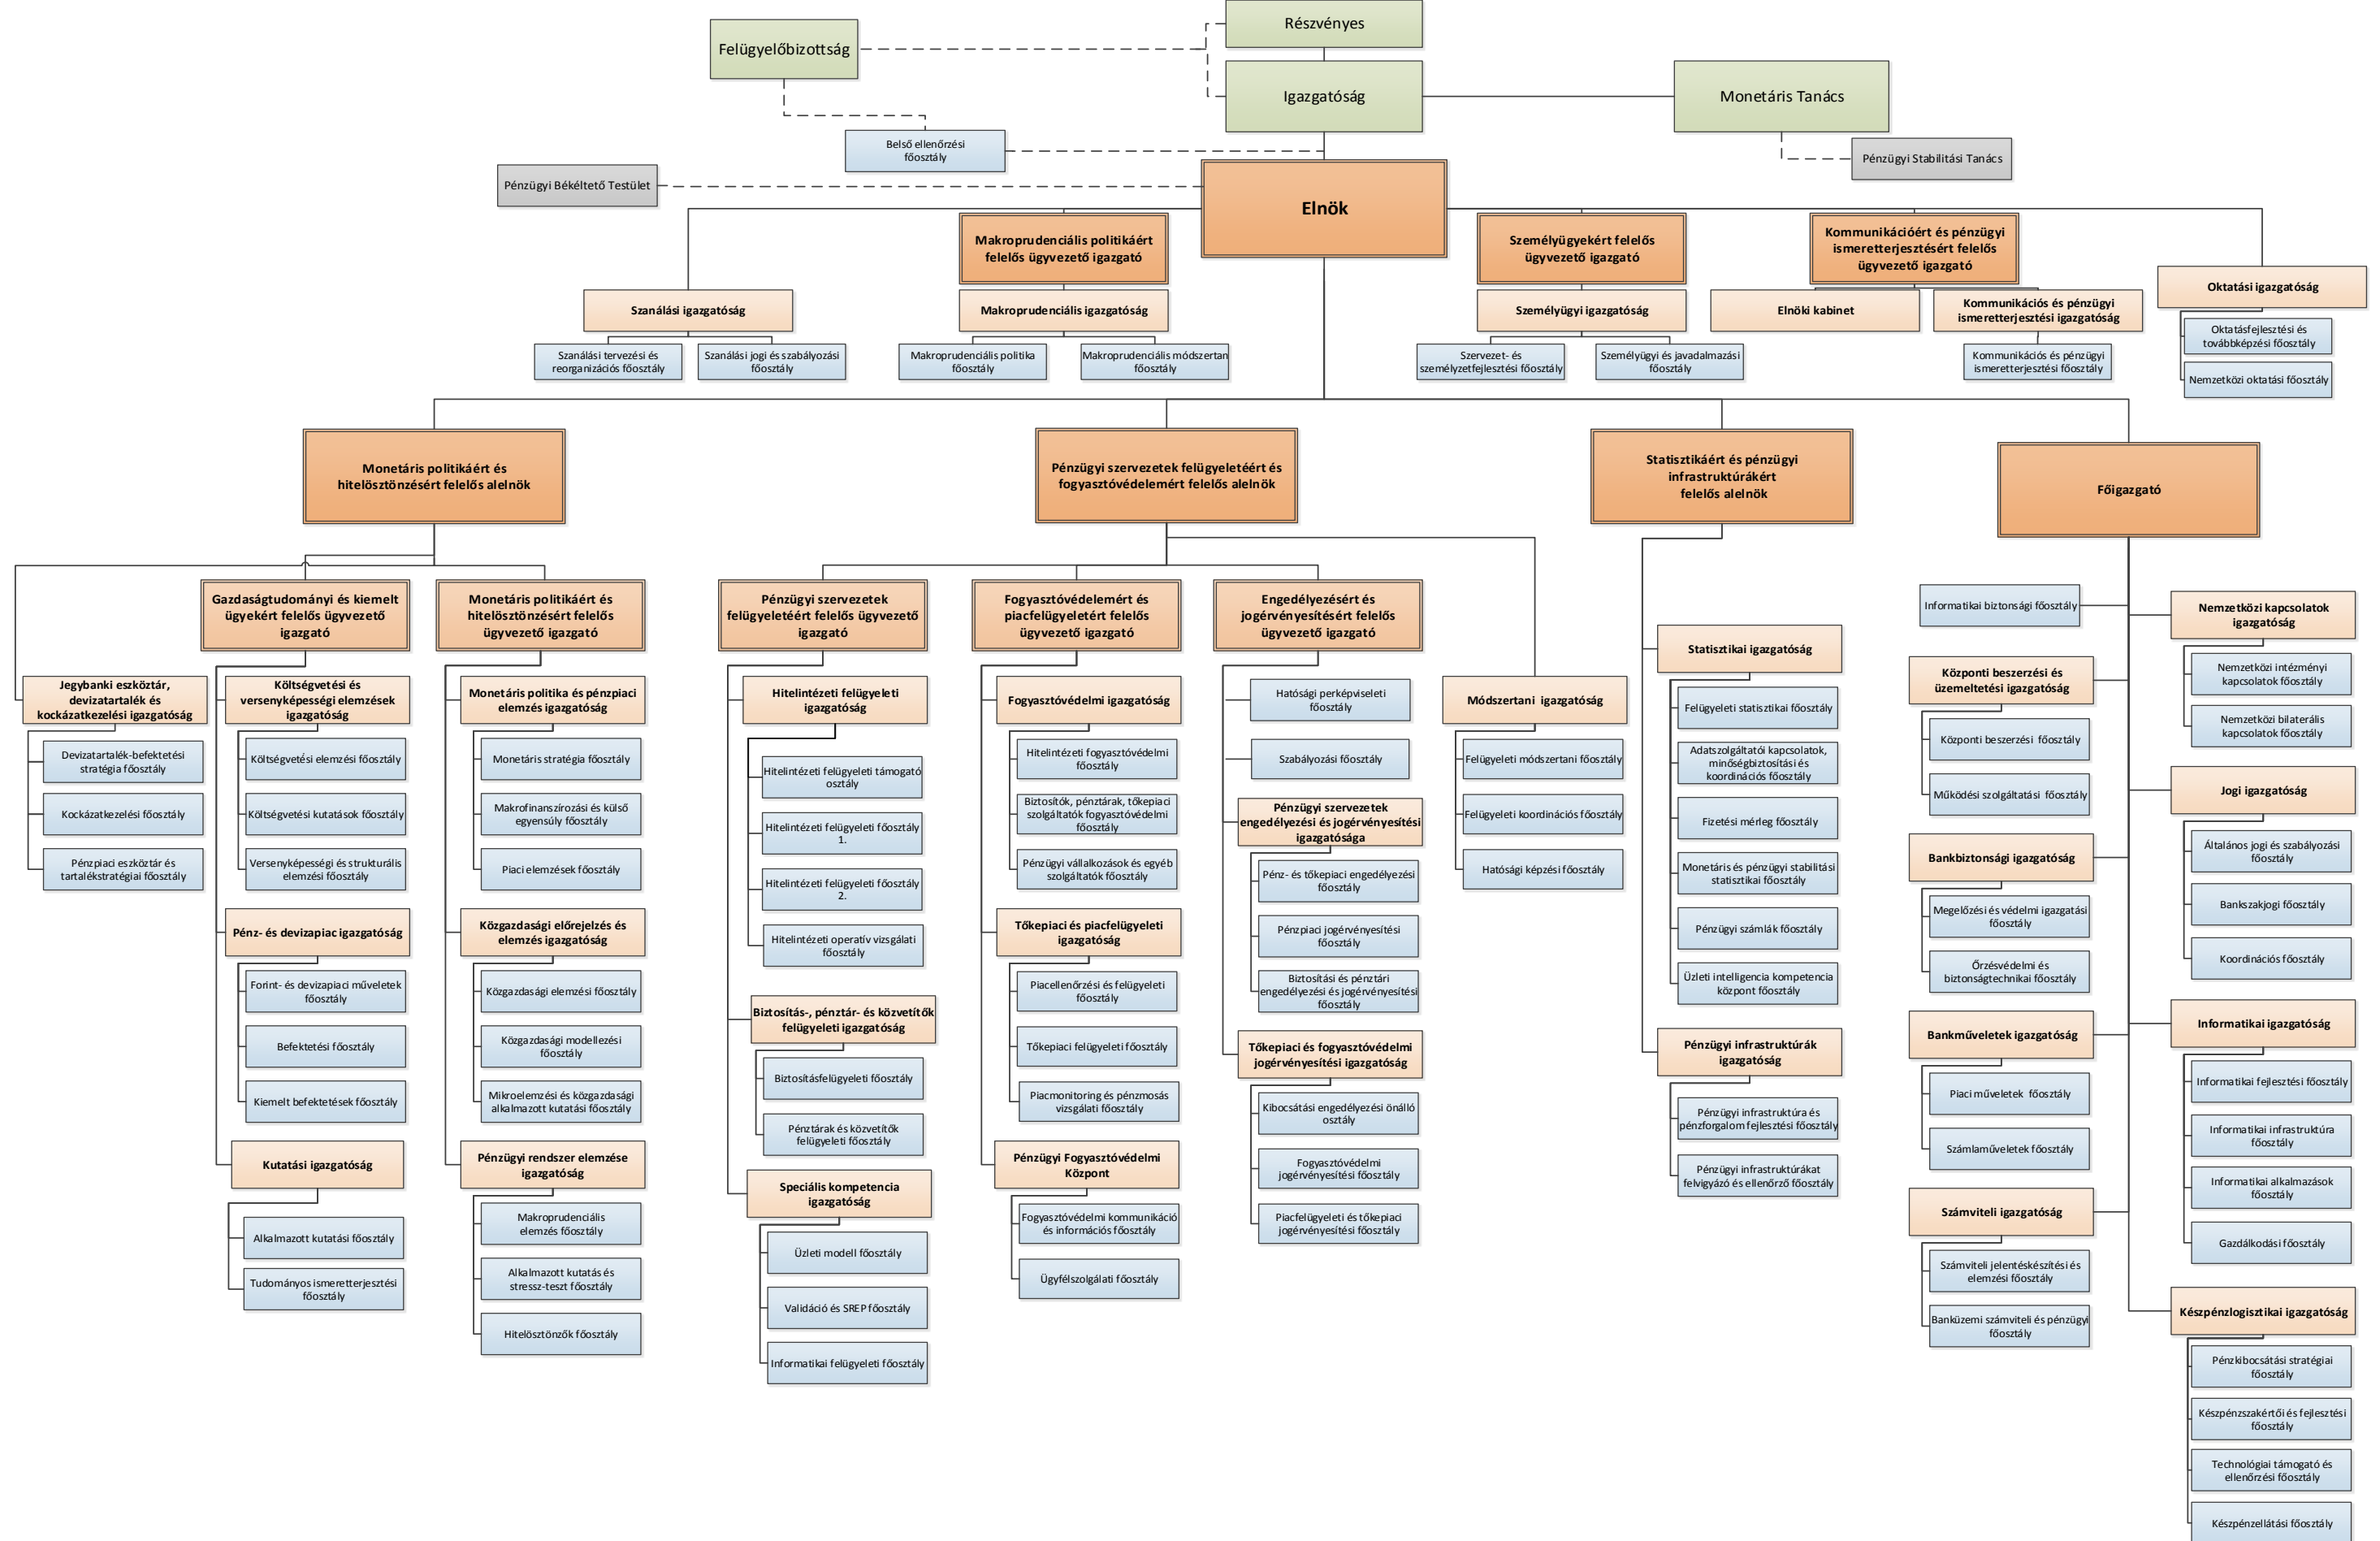 Részvényes
Felügyelőbizottság
Igazgatóság
Monetáris Tanács
Belső ellenőrzési
főosztály
Pénzügyi Stabilitási Tanács
Pénzügyi Békéltető Testület
Elnök
Makroprudenciális politikáért
felelős ügyvezető igazgató
Személyügyekért felelős
ügyvezető igazgató
Kommunikációért és pénzügyi
ismeretterjesztésért felelős
ügyvezető igazgató
Oktatási igazgatóság
Szanálási igazgatóság
Makroprudenciális igazgatóság
Személyügyi igazgatóság
Elnöki kabinet
Kommunikációs és pénzügyi
ismeretterjesztési igazgatóság
Oktatásfejlesztési és
továbbképzési főosztály
Szanálási tervezési és
reorganizációs főosztály
Szanálási jogi és szabályozási
főosztály
Makroprudenciális politika
főosztály
Makroprudenciális módszertan
főosztály
Szervezet- és
személyzetfejlesztési főosztály
Személyügyi és javadalmazási
főosztály
Kommunikációs és pénzügyi
ismeretterjesztési főosztály
Nemzetközi oktatási főosztály
Monetáris politikáért és
hitelösztönzésért felelős alelnök
Pénzügyi szervezetek felügyeletéért és
fogyasztóvédelemért felelős alelnök
Statisztikáért és pénzügyi
infrastruktúrákért
felelős alelnök
Főigazgató
Jegybanki eszköztár,
devizatartalék és
kockázatkezelési igazgatóság
Devizatartalék-befektetési
stratégia főosztály
Kockázatkezelési főosztály
Pénzpiaci eszköztár és
tartalékstratégiai főosztály
Gazdaságtudományi és kiemelt
ügyekért felelős ügyvezető
igazgató
Költségvetési és
versenyképességi elemzések
igazgatóság
Költségvetési elemzési főosztály
Költségvetési kutatások főosztály
Versenyképességi és strukturális
elemzési főosztály
Pénz- és devizapiac igazgatóság
Forint- és devizapiaci műveletek
főosztály
Befektetési főosztály
Kiemelt befektetések főosztály
Kutatási igazgatóság
Alkalmazott kutatási főosztály
Tudományos ismeretterjesztési
főosztály
Monetáris politikáért és
hitelösztönzésért felelős
ügyvezető igazgató
Monetáris politika és pénzpiaci
elemzés igazgatóság
Monetáris stratégia főosztály
Makrofinanszírozási és külső
egyensúly főosztály
Piaci elemzések főosztály
Közgazdasági előrejelzés és
elemzés igazgatóság
Közgazdasági elemzési főosztály
Közgazdasági modellezési
főosztály
Mikroelemzési és közgazdasági
alkalmazott kutatási főosztály
Pénzügyi rendszer elemzése
igazgatóság
Makroprudenciális
elemzés főosztály
Alkalmazott kutatás és
stressz-teszt főosztály
Hitelösztönzők főosztály
Pénzügyi szervezetek
felügyeletéért felelős ügyvezető
igazgató
Hitelintézeti felügyeleti
igazgatóság
Hitelintézeti felügyeleti támogató
osztály
Hitelintézeti felügyeleti főosztály
1.
Hitelintézeti felügyeleti főosztály
2.
Hitelintézeti operatív vizsgálati
főosztály
Biztosítás-, pénztár- és közvetítők
felügyeleti igazgatóság
Biztosításfelügyeleti főosztály
Pénztárak és közvetítők
felügyeleti főosztály
Speciális kompetencia
igazgatóság
Üzleti modell főosztály
Validáció és SREP főosztály
Informatikai felügyeleti főosztály
Fogyasztóvédelemért és
piacfelügyeletért felelős
ügyvezető igazgató
Fogyasztóvédelmi igazgatóság
Hitelintézeti fogyasztóvédelmi
főosztály
Biztosítók, pénztárak, tőkepiaci
szolgáltatók fogyasztóvédelmi
főosztály
Pénzügyi vállalkozások és egyéb
szolgáltatók főosztály
Tőkepiaci és piacfelügyeleti
igazgatóság
Piacellenőrzési és felügyeleti
főosztály
Tőkepiaci felügyeleti főosztály
Piacmonitoring és pénzmosás
vizsgálati főosztály
Pénzügyi Fogyasztóvédelmi
Központ
Fogyasztóvédelmi kommunikáció
és információs főosztály
Ügyfélszolgálati főosztály
Engedélyezésért és
jogérvényesítésért felelős
ügyvezető igazgató
Hatósági perképviseleti
főosztály
Szabályozási főosztály
Pénzügyi szervezetek
engedélyezési és jogérvényesítési
igazgatósága
Pénz- és tőkepiaci engedélyezési
főosztály
Pénzpiaci jogérvényesítési
főosztály
Biztosítási és pénztári
engedélyezési és jogérvényesítési
főosztály
Tőkepiaci és fogyasztóvédelmi
jogérvényesítési igazgatóság
Kibocsátási engedélyezési önálló
osztály
Fogyasztóvédelmi
jogérvényesítési főosztály
Piacfelügyeleti és tőkepiaci
jogérvényesítési főosztály
Módszertani igazgatóság
Felügyeleti módszertani főosztály
Felügyeleti koordinációs főosztály
Hatósági képzési főosztály
Statisztikai igazgatóság
Felügyeleti statisztikai főosztály
Adatszolgáltatói kapcsolatok,
minőségbiztosítási és
koordinációs főosztály
Fizetési mérleg főosztály
Monetáris és pénzügyi stabilitási
statisztikai főosztály
Pénzügyi számlák főosztály
Üzleti intelligencia kompetencia
központ főosztály
Pénzügyi infrastruktúrák
igazgatóság
Pénzügyi infrastruktúra és
pénzforgalom fejlesztési főosztály
Pénzügyi infrastruktúrákat
felvigyázó és ellenőrző főosztály
Informatikai biztonsági főosztály
Központi beszerzési és
üzemeltetési igazgatóság
Központi beszerzési főosztály
Működési szolgáltatási főosztály
Bankbiztonsági igazgatóság
Megelőzési és védelmi igazgatási
főosztály
Őrzésvédelmi és
biztonságtechnikai főosztály
Bankműveletek igazgatóság
Piaci műveletek főosztály
Számlaműveletek főosztály
Számviteli igazgatóság
Számviteli jelentéskészítési és
elemzési főosztály
Banküzemi számviteli és pénzügyi
főosztály
Nemzetközi kapcsolatok
igazgatóság
Nemzetközi intézményi
kapcsolatok főosztály
Nemzetközi bilaterális
kapcsolatok főosztály
Jogi igazgatóság
Általános jogi és szabályozási
főosztály
Bankszakjogi főosztály
Koordinációs főosztály
Informatikai igazgatóság
Informatikai fejlesztési főosztály
Informatikai infrastruktúra
főosztály
Informatikai alkalmazások
főosztály
Gazdálkodási főosztály
Készpénzlogisztikai igazgatóság
Pénzkibocsátási stratégiai
főosztály
Készpénzszakértői és fejlesztési
főosztály
Technológiai támogató és
ellenőrzési főosztály
Készpénzellátási főosztály